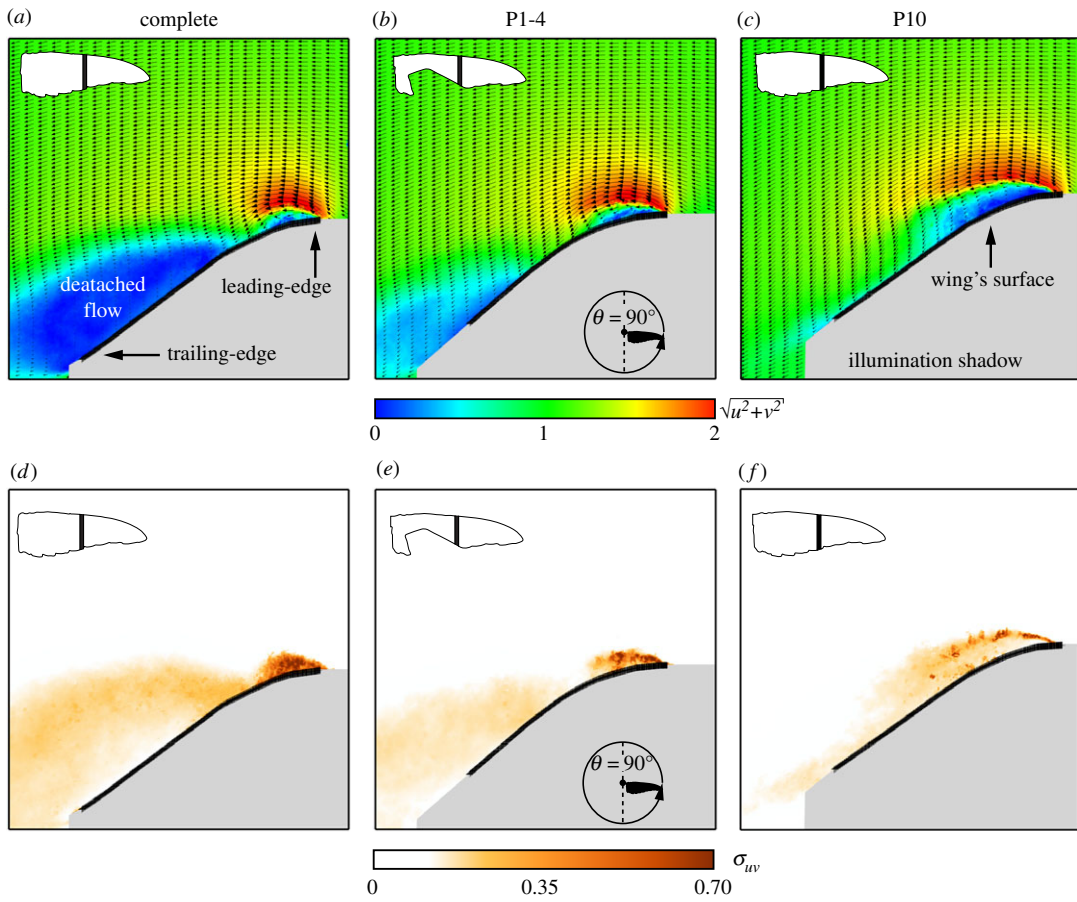 (a) complete (b) P1-4 (c) P10
deatached
flow
leading-edge
trailing-edge
θ = 90°
wing's surface
illumination shadow
0 1 2 √u²+v²
(d) (e) (f)
θ = 90°
0 0.35 0.70 σuv